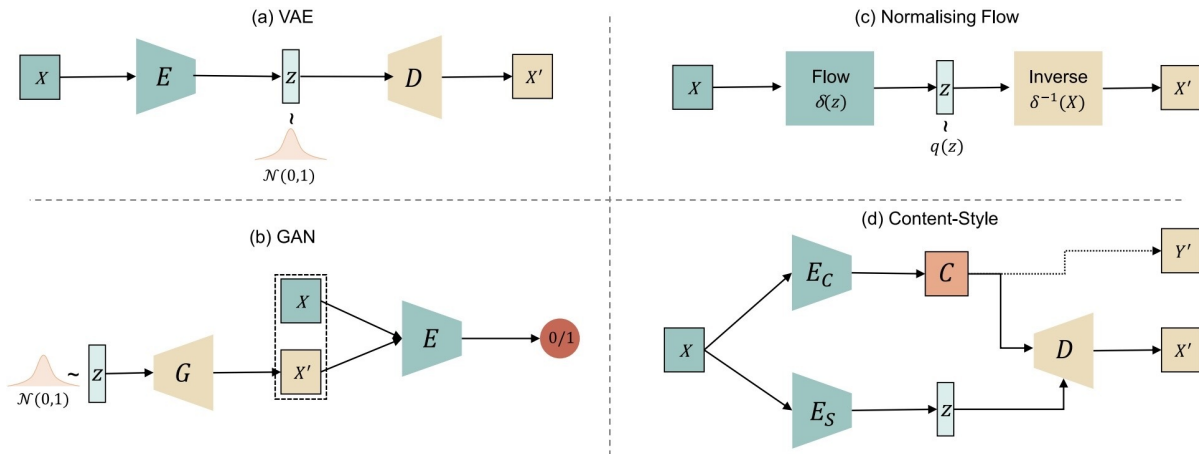 (a) VAE
X E z D X′
~
𝒩(0,1)
(b) GAN
X
E 0/1
z G X′
~
𝒩(0,1)
(c) Normalising Flow
X Flow z Inverse X′
δ(z) δ⁻¹(X)
~
q(z)
(d) Content-Style
Y′
E_C C
X D X′
E_S z